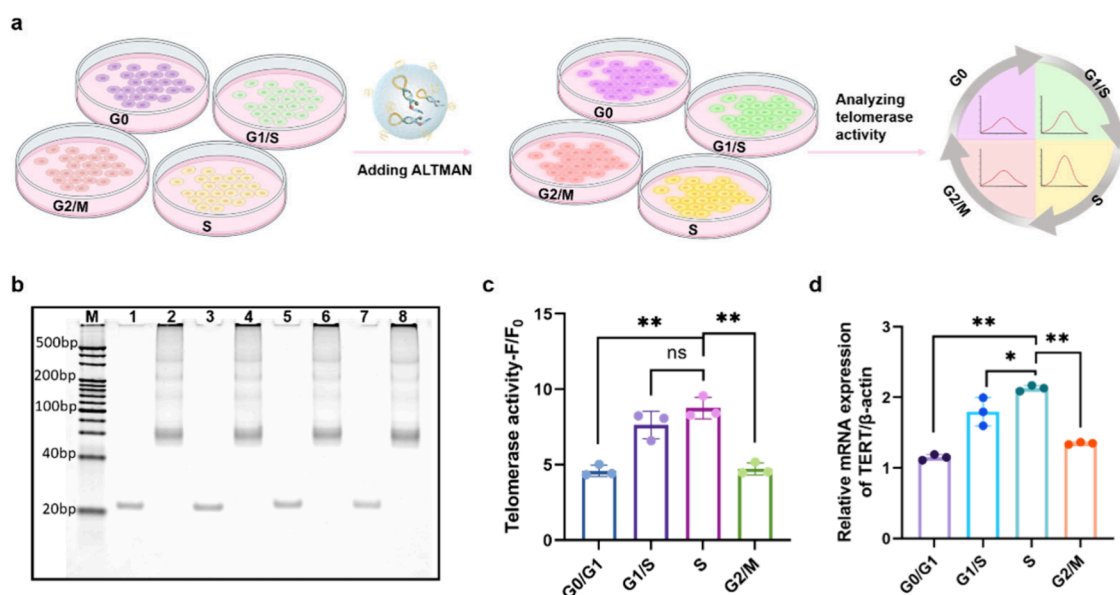 a
G0
G1/S
G2/M
S
Adding ALTMAN
G0
G1/S
G2/M
S
Analyzing
telomerase
activity
G0
G1/S
G2/M
S
b
M 1 2 3 4 5 6 7 8
500bp
200bp
100bp
40bp
20bp
c
Telomerase activity-F/F₀
15
10
5
0
**
**
ns
G0/G1
G1/S
S
G2/M
d
Relative mRNA expression
of TERT/β-actin
3
2
1
0
**
**
*
G0/G1
G1/S
S
G2/M